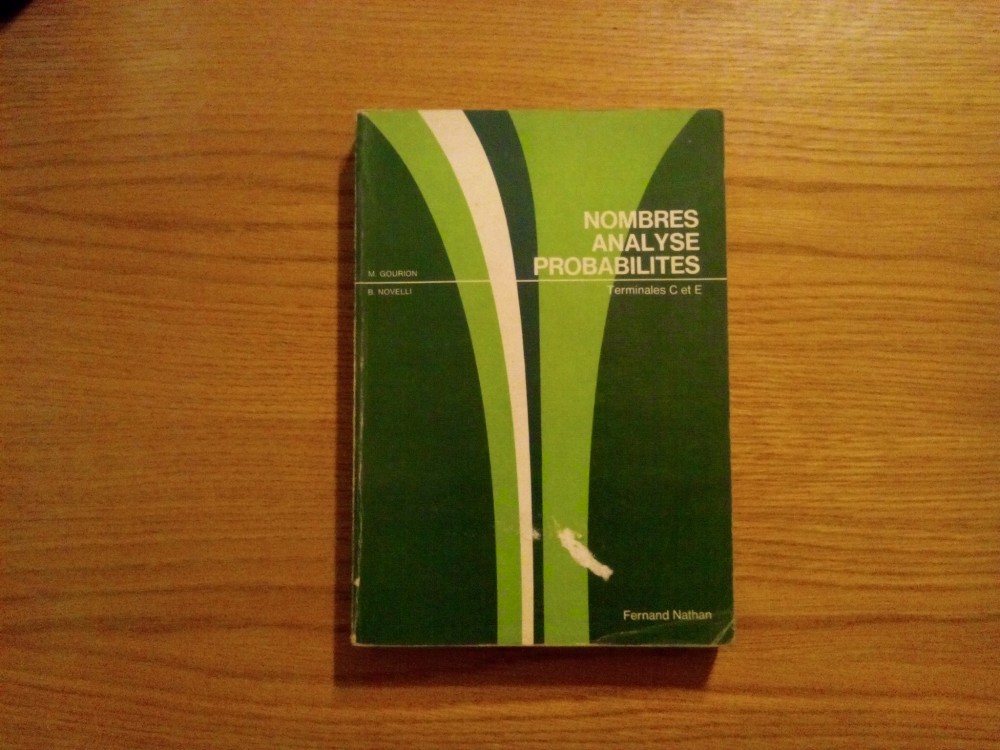 NOMBRES
ANALYSE
PROBABILITES
M. GOURION
B. NOVELLI
Terminales C et E
Fernand Nathan